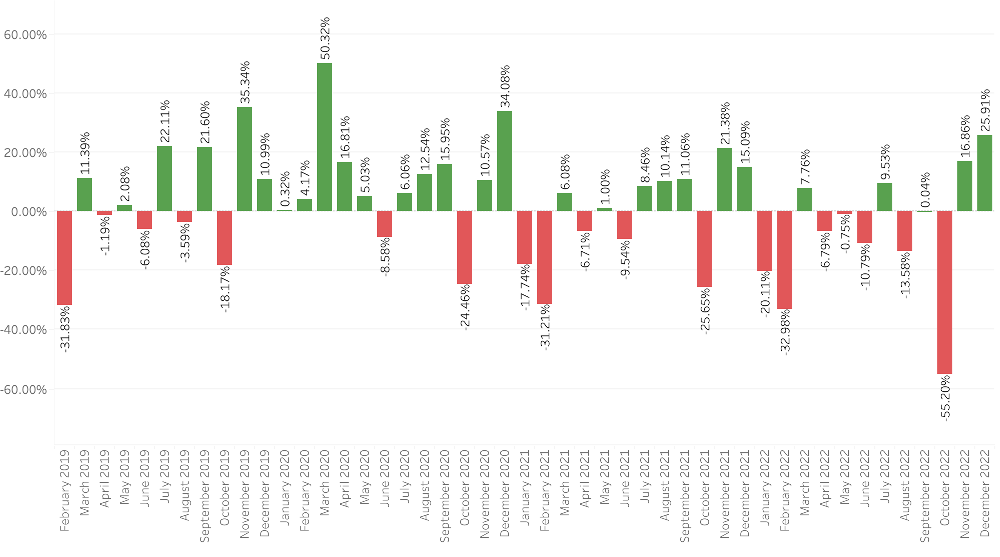 60.00%
40.00%
20.00%
0.00%
-20.00%
-40.00%
-60.00%
-31.83%
11.39%
-1.19%
2.08%
-6.08%
22.11%
-3.59%
21.60%
-18.17%
35.34%
10.99%
0.32%
4.17%
50.32%
16.81%
5.03%
-8.58%
6.06%
12.54%
15.95%
-24.46%
10.57%
34.08%
-17.74%
-31.21%
6.08%
-6.71%
1.00%
-9.54%
8.46%
10.14%
11.06%
-25.65%
21.38%
15.09%
-20.11%
-32.98%
7.76%
-6.79%
-0.75%
-10.79%
9.53%
-13.58%
0.04%
-55.20%
16.86%
25.91%
February 2019
March 2019
April 2019
May 2019
June 2019
July 2019
August 2019
September 2019
October 2019
November 2019
December 2019
January 2020
February 2020
March 2020
April 2020
May 2020
June 2020
July 2020
August 2020
September 2020
October 2020
November 2020
December 2020
January 2021
February 2021
March 2021
April 2021
May 2021
June 2021
July 2021
August 2021
September 2021
October 2021
November 2021
December 2021
January 2022
February 2022
March 2022
April 2022
May 2022
June 2022
July 2022
August 2022
September 2022
October 2022
November 2022
December 2022